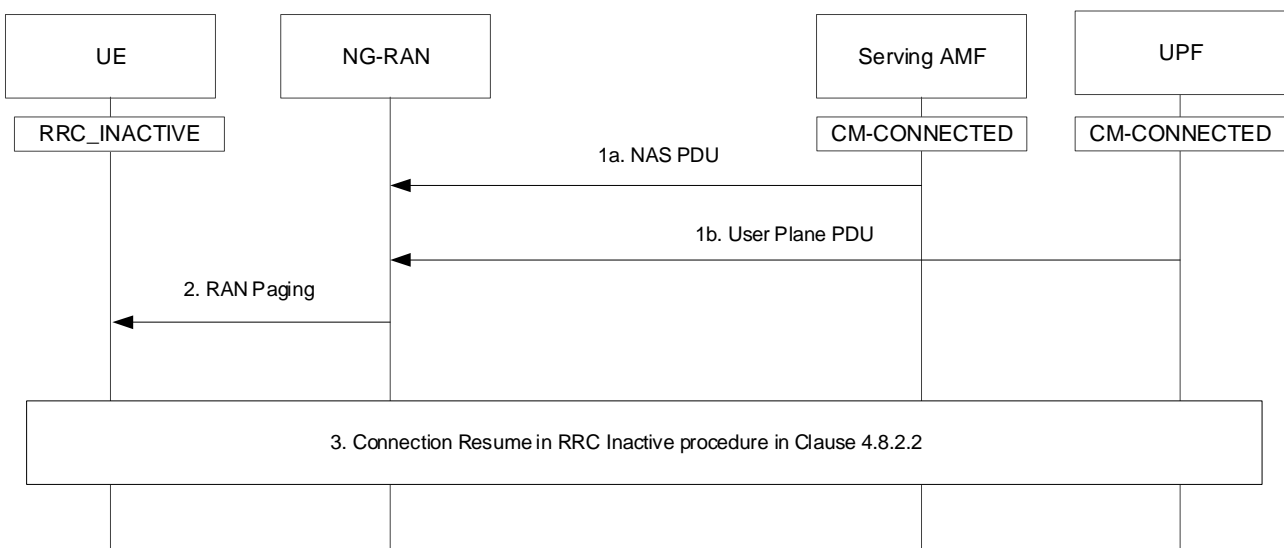 UE
NG-RAN
Serving AMF
UPF
RRC_INACTIVE
CM-CONNECTED
CM-CONNECTED
1a. NAS PDU
1b. User Plane PDU
2. RAN Paging
3. Connection Resume in RRC Inactive procedure in Clause 4.8.2.2